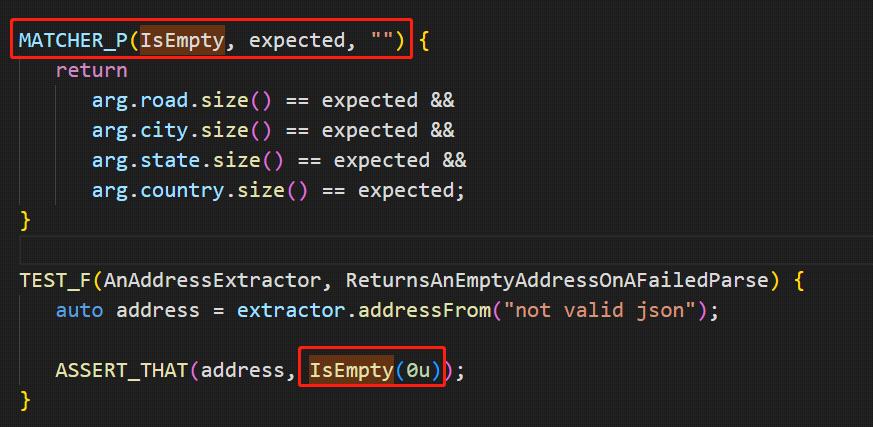 MATCHER_P(IsEmpty, expected, "") {
   return
      arg.road.size() == expected &&
      arg.city.size() == expected &&
      arg.state.size() == expected &&
      arg.country.size() == expected;
}
TEST_F(AnAddressExtractor, ReturnsAnEmptyAddressOnAFailedParse) {
   auto address = extractor.addressFrom("not valid json");
   ASSERT_THAT(address, IsEmpty(0u));
}